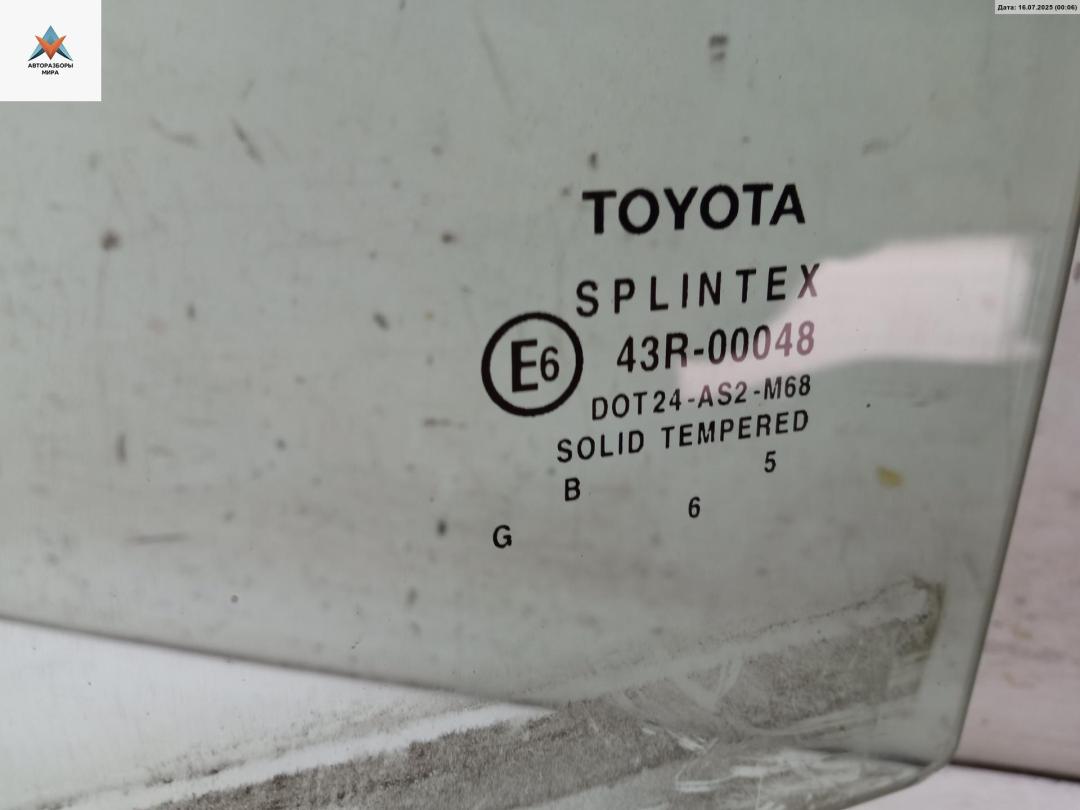 Дата: 16.07.2025 (00:06)
АВТОРАЗБОРЫ
МИРА
TOYOTA
SPLINTEX
E6 43R-00048
DOT24-AS2-M68
SOLID TEMPERED
5
B
6
G